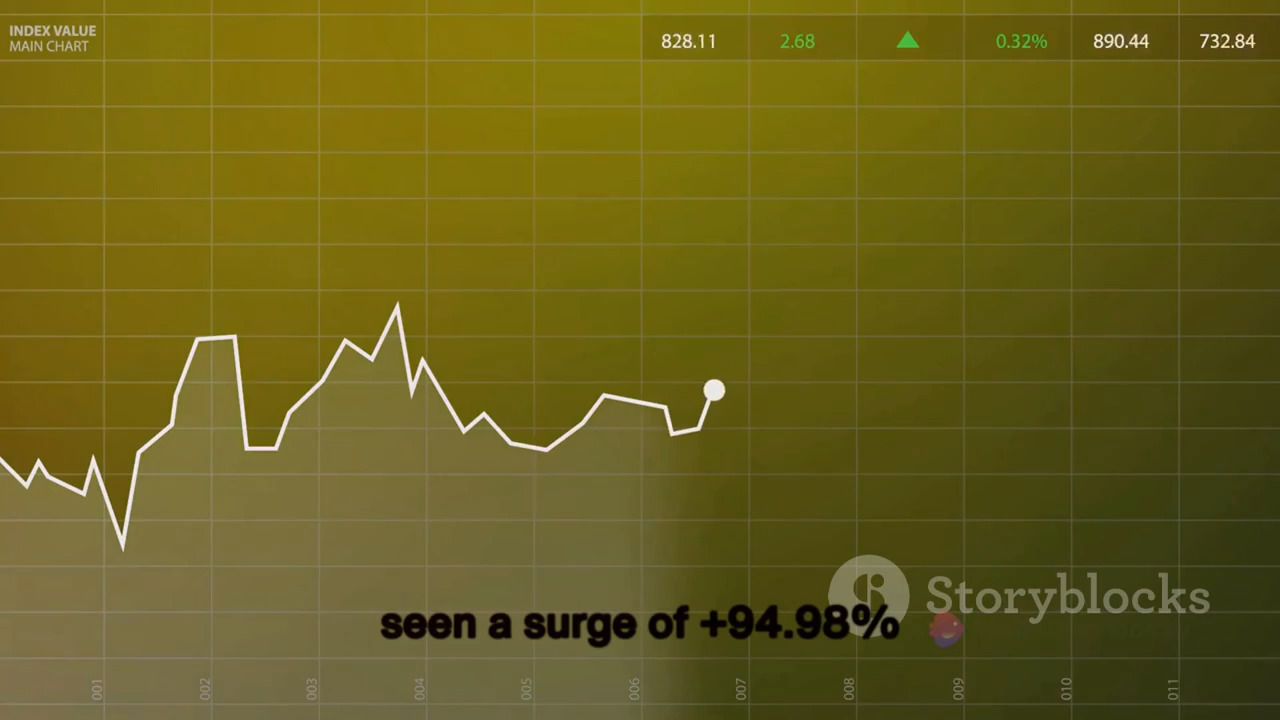 INDEX VALUE
MAIN CHART
828.11 2.68 0.32% 890.44 732.84
Storyblocks
seen a surge of +94.98%
001 002 003 004 005 006 007 008 009 010 011